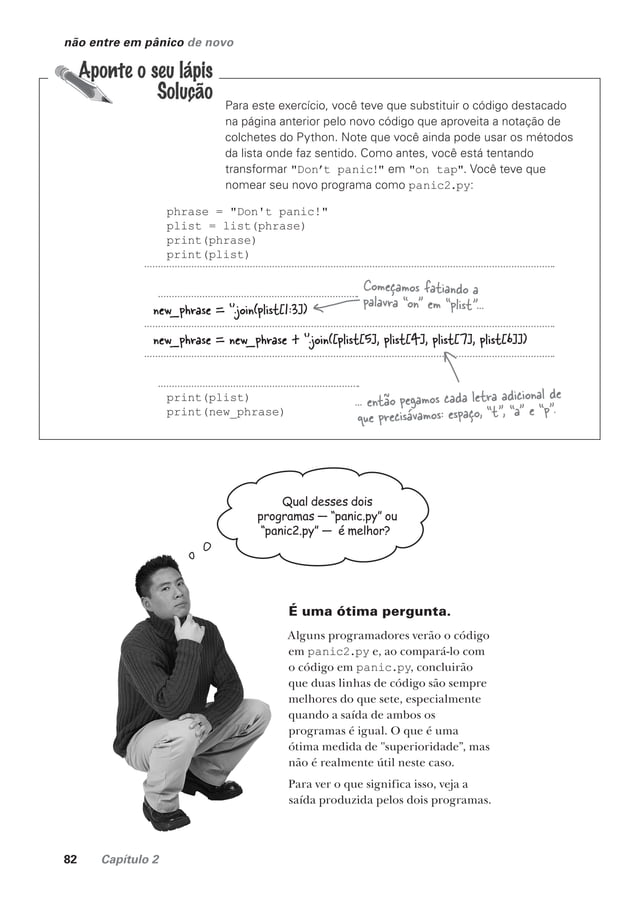 não entre em pânico de novo
Aponte o seu lápis
Solução
Para este exercício, você teve que substituir o código destacado
na página anterior pelo novo código que aproveita a notação de
colchetes do Python. Note que você ainda pode usar os métodos
da lista onde faz sentido. Como antes, você está tentando
transformar "Don't panic!" em "on tap". Você teve que
nomear seu novo programa como panic2.py:
phrase = "Don't panic!"
plist = list(phrase)
print(phrase)
print(plist)
Começamos fatiando a
palavra “on” em “plist”...
new_phrase = ''.join(plist[1:3])
new_phrase = new_phrase + ''.join([plist[5], plist[4], plist[7], plist[6]])
print(plist)
print(new_phrase)
... então pegamos cada letra adicional de
que precisávamos: espaço, “t”, “a” e “p”.
Qual desses dois
programas — “panic.py” ou
“panic2.py” — é melhor?
É uma ótima pergunta.
Alguns programadores verão o código
em panic2.py e, ao compará-lo com
o código em panic.py, concluirão
que duas linhas de código são sempre
melhores do que sete, especialmente
quando a saída de ambos os
programas é igual. O que é uma
ótima medida de "superioridade”, mas
não é realmente útil neste caso.
Para ver o que significa isso, veja a
saída produzida pelos dois programas.
82 Capítulo 2